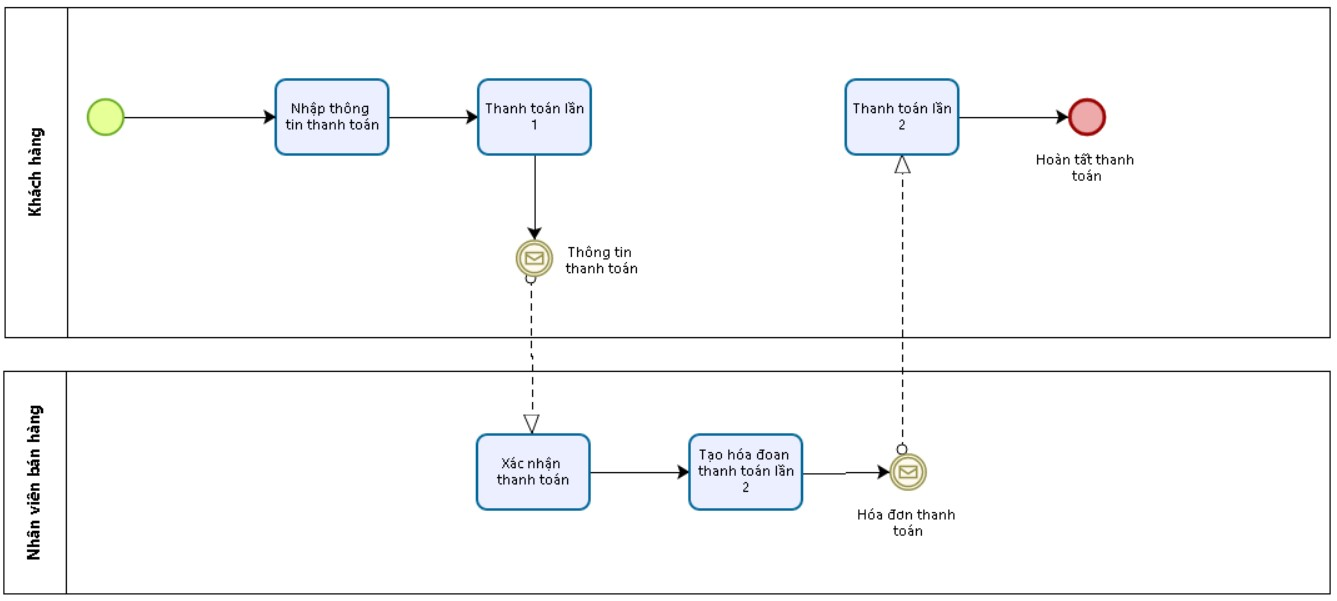 Khách hàng
Nhập thông
tin thanh toán
Thanh toán lần
1
Thông tin
thanh toán
Thanh toán lần
2
Hoàn tất thanh
toán
Nhân viên bán hàng
Xác nhận
thanh toán
Tạo hóa đoan
thanh toán lần
2
Hóa đơn thanh
toán